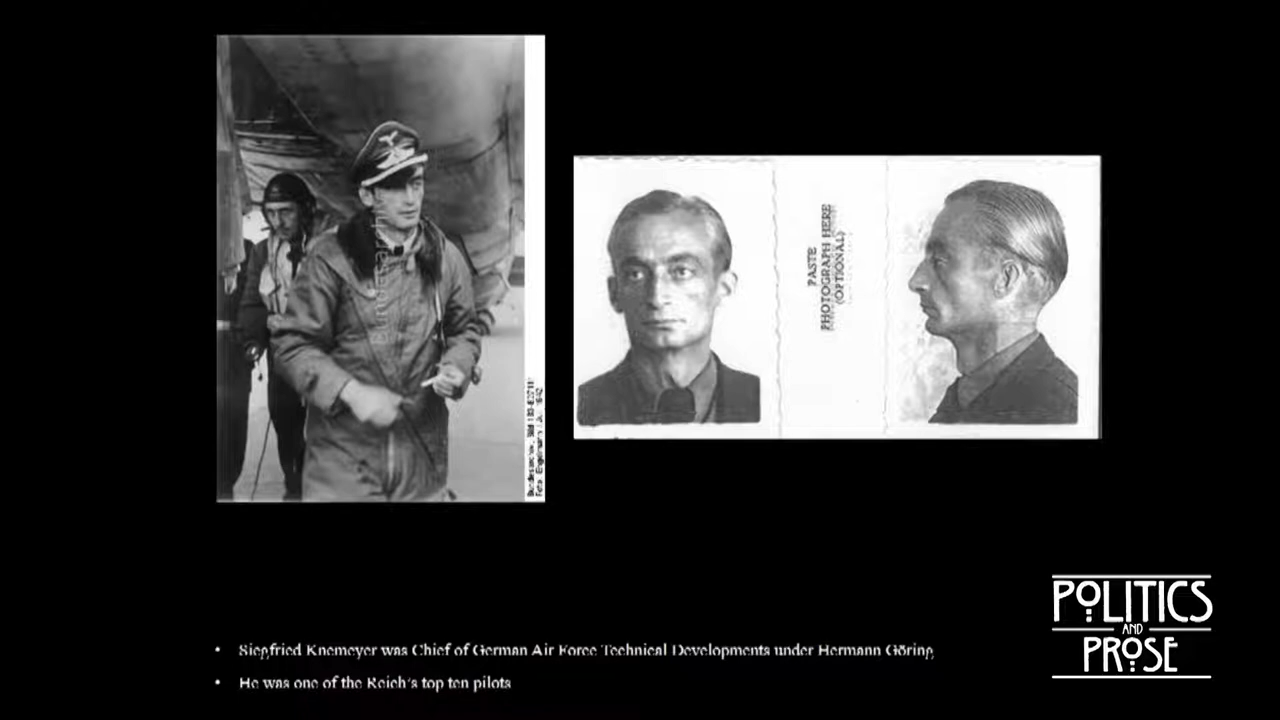 PASTE
PHOTOGRAPH HERE
(OPTIONAL)
• Siegfried Knemeyer was Chief of German Air Force Technical Developments under Hermann Göring
• He was one of the Reich's top ten pilots
POLITICS
AND
PROSE